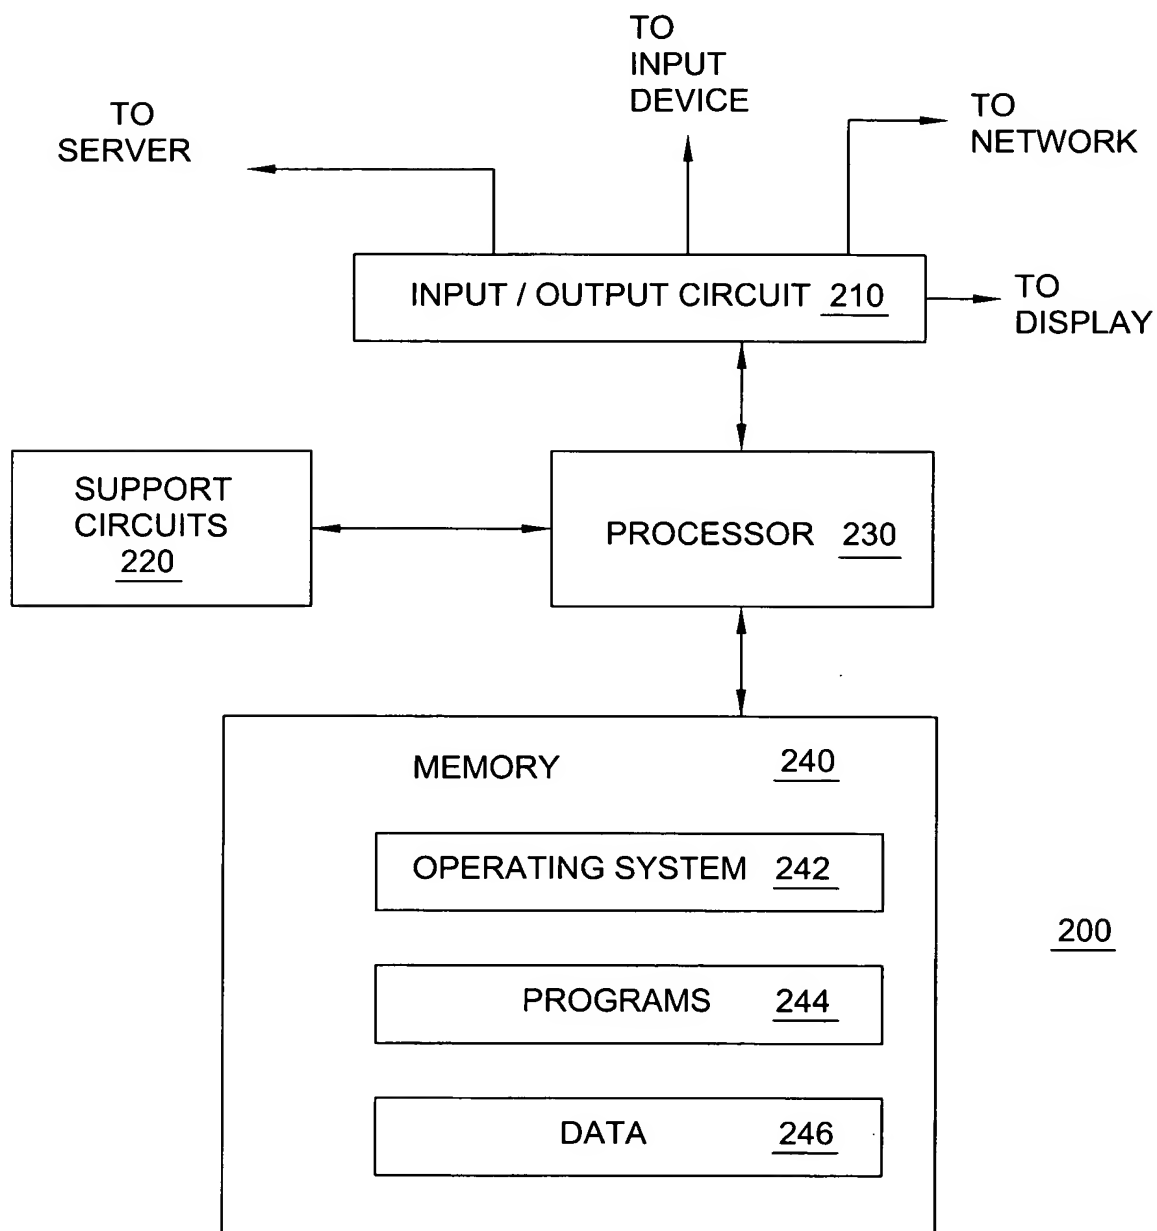 TO
INPUT
DEVICE
TO
SERVER
TO
NETWORK
INPUT / OUTPUT CIRCUIT 210
TO
DISPLAY
SUPPORT
CIRCUITS
220
PROCESSOR 230
MEMORY 240
OPERATING SYSTEM 242
200
PROGRAMS 244
DATA 246